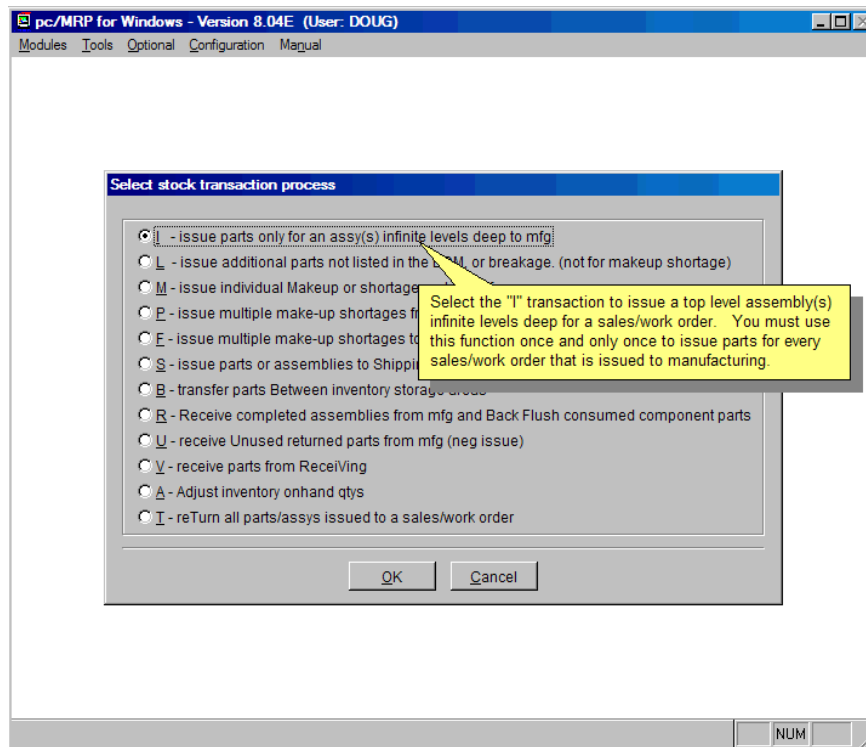 pc/MRP for Windows - Version 8.04E (User: DOUG)
Modules Tools Optional Configuration Manual
Select stock transaction process
I - issue parts only for an assy(s) infinite levels deep to mfg
L - issue additional parts not listed in the BOM, or breakage. (not for makeup shortage)
M - issue individual Makeup or shortage
P - issue multiple make-up shortages
F - issue multiple make-up shortages
S - issue parts or assemblies to Shipping
B - transfer parts Between inventory storage areas
R - Receive completed assemblies from mfg and Back Flush consumed component parts
U - receive Unused returned parts from mfg (neg issue)
V - receive parts from ReceiVing
A - Adjust inventory onhand qtys
T - reTurn all parts/assys issued to a sales/work order
Select the "I" transaction to issue a top level assembly(s)
infinite levels deep for a sales/work order. You must use
this function once and only once to issue parts for every
sales/work order that is issued to manufacturing.
OK Cancel
NUM